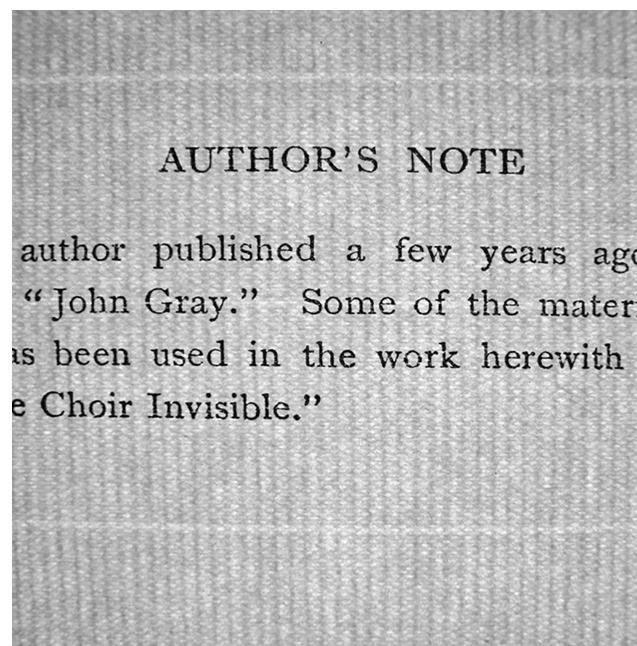 AUTHOR'S NOTE
author published a few years ago
"John Gray." Some of the mater
as been used in the work herewith
e Choir Invisible."